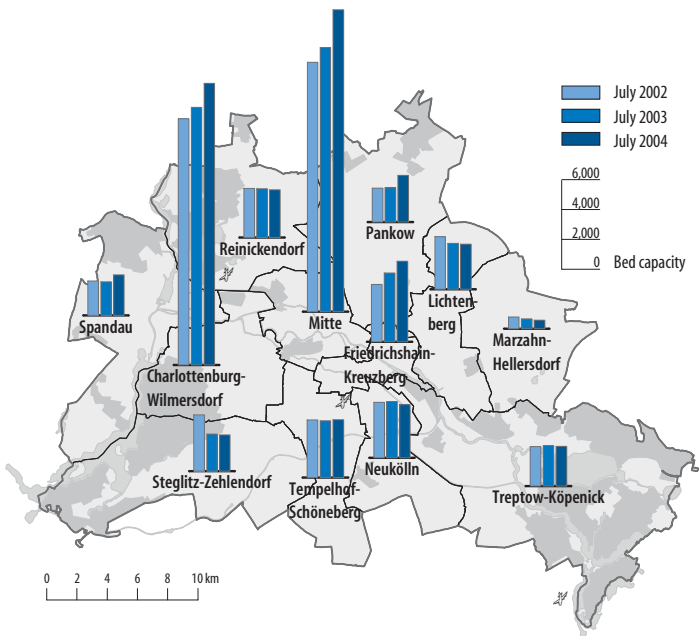 July 2002
July 2003
July 2004
6,000
4,000
2,000
0 Bed capacity
Reinickendorf
Pankow
Lichten-
berg
Spandau
Mitte
Marzahn-
Hellersdorf
Friedrichshain-
Kreuzberg
Charlottenburg-
Wilmersdorf
Neukölln
Steglitz-Zehlendorf
Tempelhof-
Schöneberg
Treptow-Köpenick
0 2 4 6 8 10 km